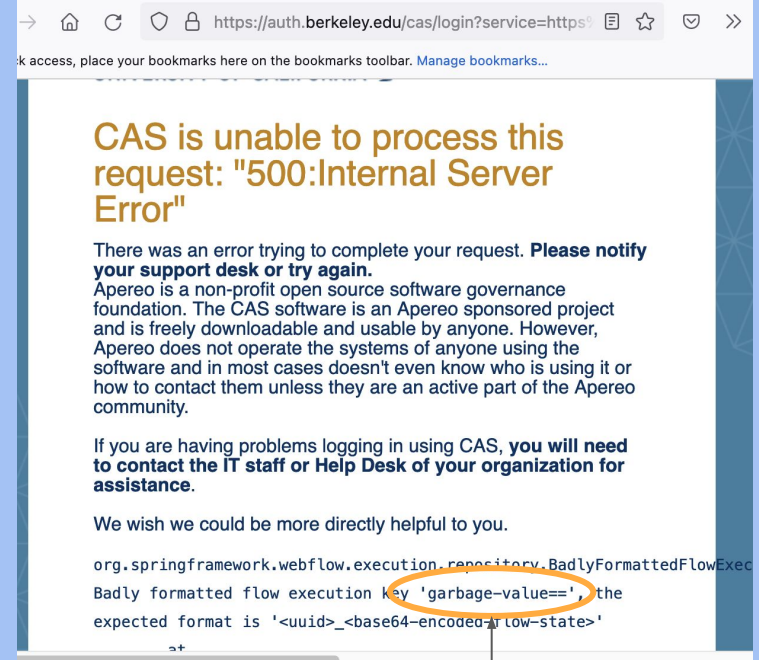 https://auth.berkeley.edu/cas/login?service=https%
access, place your bookmarks here on the bookmarks toolbar. Manage bookmarks...
UNIVERSITY OF CALIFORNIA
CAS is unable to process this
request: "500:Internal Server
Error"
There was an error trying to complete your request. Please notify
your support desk or try again.
Apereo is a non-profit open source software governance
foundation. The CAS software is an Apereo sponsored project
and is freely downloadable and usable by anyone. However,
Apereo does not operate the systems of anyone using the
software and in most cases doesn't even know who is using it or
how to contact them unless they are an active part of the Apereo
community.
If you are having problems logging in using CAS, you will need
to contact the IT staff or Help Desk of your organization for
assistance.
We wish we could be more directly helpful to you.
org.springframework.webflow.execution.repository.BadlyFormattedFlowExec
Badly formatted flow execution key 'garbage-value==', the
expected format is '<uuid>_<base64-encoded-flow-state>'
at